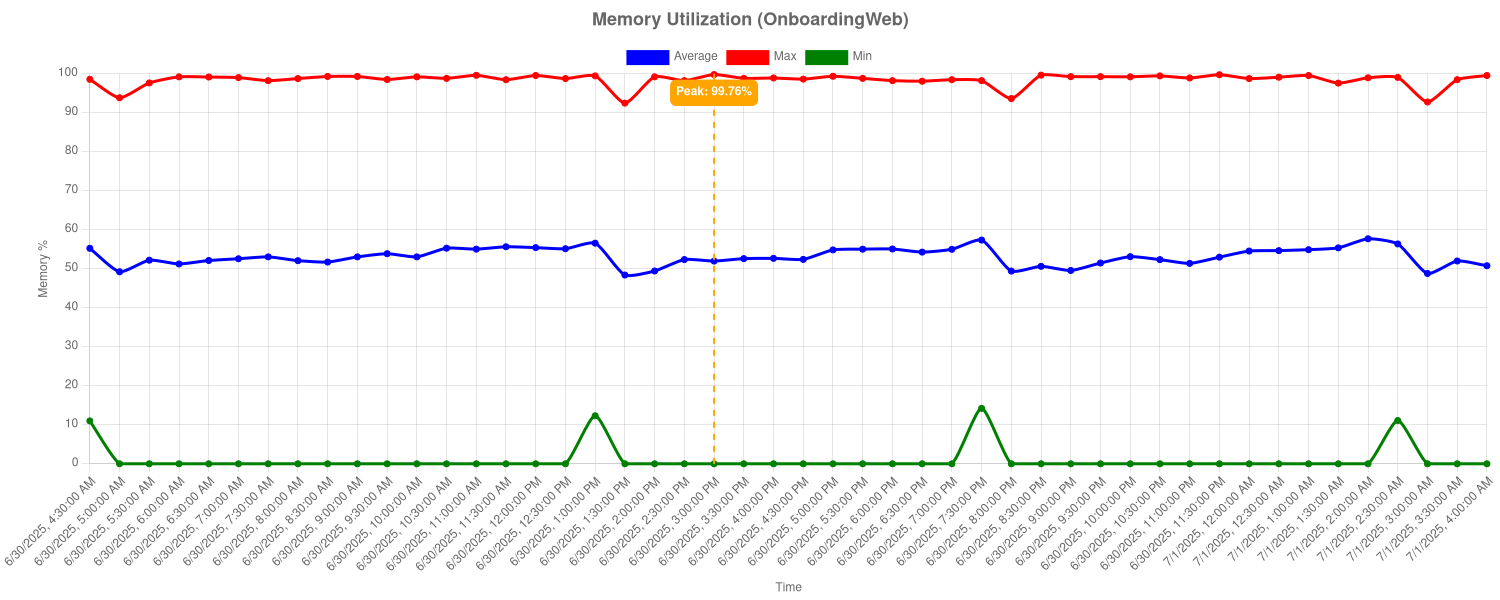 Memory Utilization (OnboardingWeb)
Average Max Min
Peak: 99.76%
Memory %
100
90
80
70
60
50
40
30
20
10
0
6/30/2025, 4:30:00 AM
6/30/2025, 5:00:00 AM
6/30/2025, 5:30:00 AM
6/30/2025, 6:00:00 AM
6/30/2025, 6:30:00 AM
6/30/2025, 7:00:00 AM
6/30/2025, 7:30:00 AM
6/30/2025, 8:00:00 AM
6/30/2025, 8:30:00 AM
6/30/2025, 9:00:00 AM
6/30/2025, 9:30:00 AM
6/30/2025, 10:00:00 AM
6/30/2025, 10:30:00 AM
6/30/2025, 11:00:00 AM
6/30/2025, 11:30:00 AM
6/30/2025, 12:00:00 PM
6/30/2025, 12:30:00 PM
6/30/2025, 1:00:00 PM
6/30/2025, 1:30:00 PM
6/30/2025, 2:00:00 PM
6/30/2025, 2:30:00 PM
6/30/2025, 3:00:00 PM
6/30/2025, 3:30:00 PM
6/30/2025, 4:00:00 PM
6/30/2025, 4:30:00 PM
6/30/2025, 5:00:00 PM
6/30/2025, 5:30:00 PM
6/30/2025, 6:00:00 PM
6/30/2025, 6:30:00 PM
6/30/2025, 7:00:00 PM
6/30/2025, 7:30:00 PM
6/30/2025, 8:00:00 PM
6/30/2025, 8:30:00 PM
6/30/2025, 9:00:00 PM
6/30/2025, 9:30:00 PM
6/30/2025, 10:00:00 PM
6/30/2025, 10:30:00 PM
6/30/2025, 11:00:00 PM
6/30/2025, 11:30:00 PM
7/1/2025, 12:00:00 AM
7/1/2025, 12:30:00 AM
7/1/2025, 1:00:00 AM
7/1/2025, 1:30:00 AM
7/1/2025, 2:00:00 AM
7/1/2025, 2:30:00 AM
7/1/2025, 3:00:00 AM
7/1/2025, 3:30:00 AM
7/1/2025, 4:00:00 AM
Time